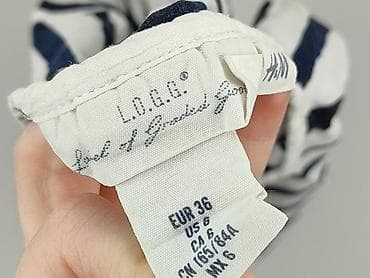 L.O.G.G.®
Label of Graded Goods
H&M
EUR 36
US 6
CA 6
CN 165/84A
MX 6